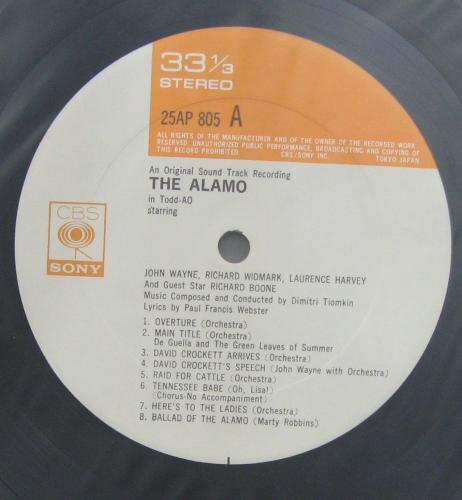 33 1/3
STEREO
25AP 805 A
ALL RIGHTS OF THE MANUFACTURER AND OF THE OWNER OF THE RECORDED WORK
RESERVED. UNAUTHORIZED PUBLIC PERFORMANCE, BROADCASTING AND COPYING OF
THIS RECORD PROHIBITED. CBS/SONY INC. TOKYO JAPAN
An Original Sound Track Recording
THE ALAMO
in Todd-AO
starring
CBS
SONY
JOHN WAYNE, RICHARD WIDMARK, LAURENCE HARVEY
And Guest Star RICHARD BOONE
Music Composed and Conducted by Dimitri Tiomkin
Lyrics by Paul Francis Webster
1. OVERTURE (Orchestra)
2. MAIN TITLE (Orchestra)
De Guella and The Green Leaves of Summer
3. DAVID CROCKETT ARRIVES (Orchestra)
4. DAVID CROCKETT'S SPEECH (John Wayne with Orchestra)
5. RAID FOR CATTLE (Orchestra)
6. TENNESSEE BABE (Oh, Lisa!)
(Chorus-No Accompaniment)
7. HERE'S TO THE LADIES (Orchestra)
8. BALLAD OF THE ALAMO (Marty Robbins)